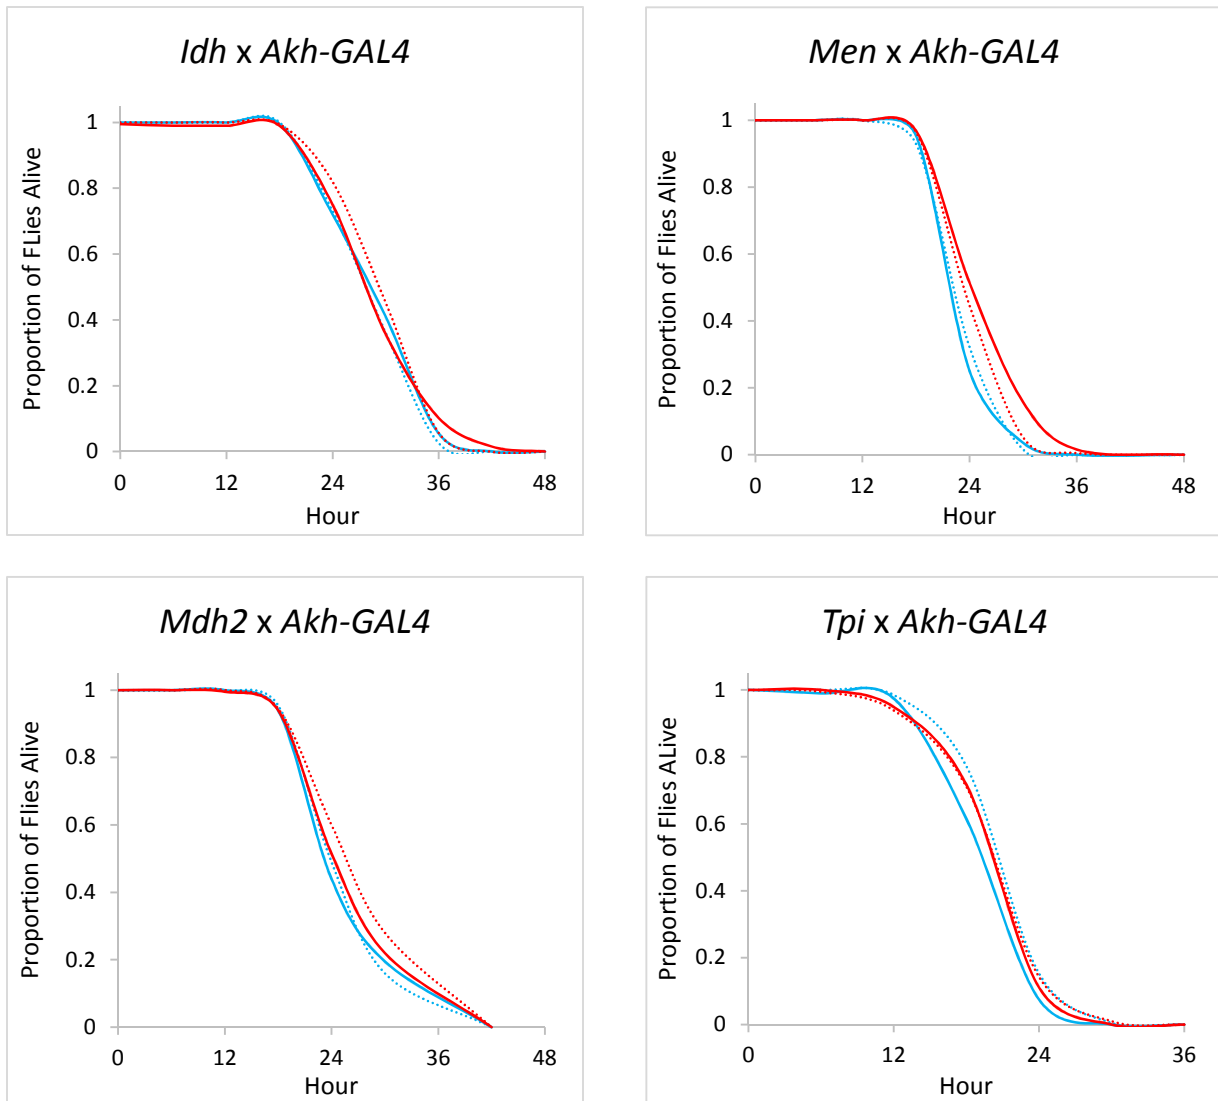 Idh x Akh-GAL4
Proportion of FLies Alive
1
0.8
0.6
0.4
0.2
0
0 12 24 36 48
Hour
Men x Akh-GAL4
Proportion of Flies Alive
1
0.8
0.6
0.4
0.2
0
0 12 24 36 48
Hour
Mdh2 x Akh-GAL4
Proportion of Flies Alive
1
0.8
0.6
0.4
0.2
0
0 12 24 36 48
Hour
Tpi x Akh-GAL4
Proportion of Flies ALive
1
0.8
0.6
0.4
0.2
0
0 12 24 36
Hour